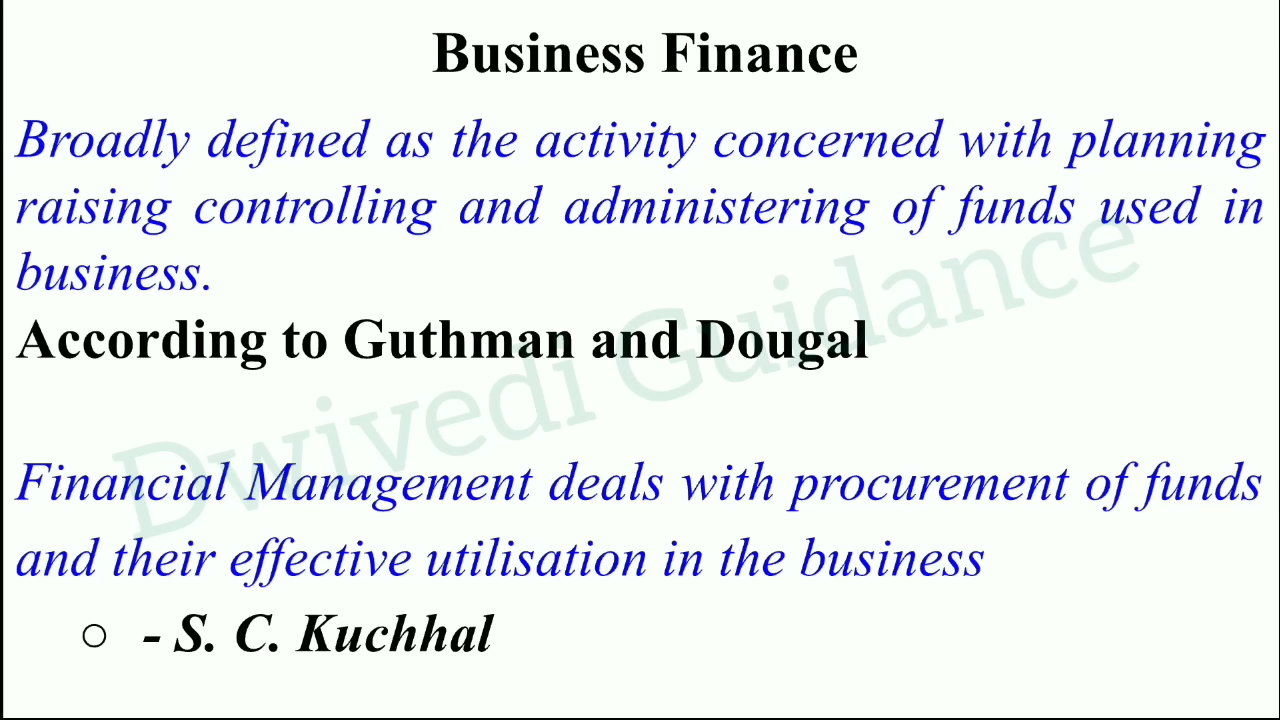 Business Finance
Broadly defined as the activity concerned with planning
raising controlling and administering of funds used in
business.
According to Guthman and Dougal
Dwivedi Guidance
Financial Management deals with procurement of funds
and their effective utilisation in the business
○ - S. C. Kuchhal